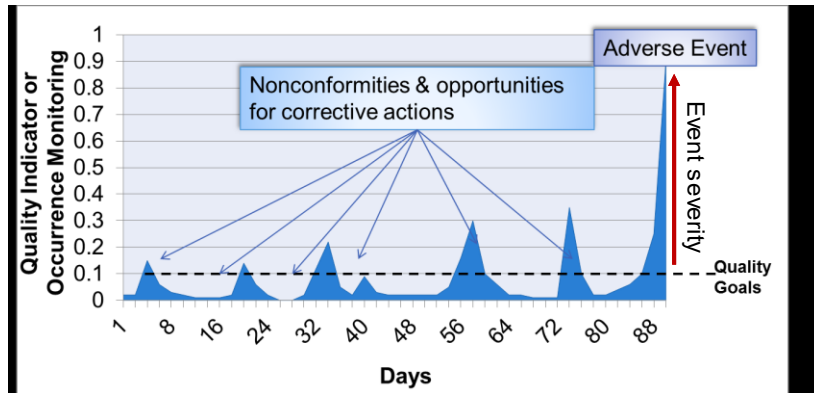 Quality Indicator or
Occurrence Monitoring
1
0.9
0.8
0.7
0.6
0.5
0.4
0.3
0.2
0.1
0
Adverse Event
Nonconformities & opportunities
for corrective actions
Event severity
Quality
Goals
1
8
16
24
32
40
48
56
64
72
80
88
Days